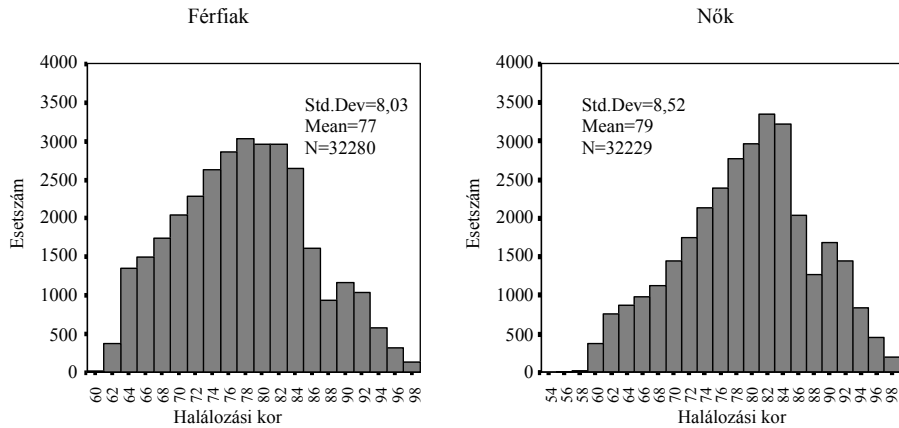 Férfiak
Esetszám
4000
3500
3000
2500
2000
1500
1000
500
0
Std.Dev=8,03
Mean=77
N=32280
60 62 64 66 68 70 72 74 76 78 80 82 84 86 88 90 92 94 96 98
Halálozási kor
Nők
Esetszám
4000
3500
3000
2500
2000
1500
1000
500
0
Std.Dev=8,52
Mean=79
N=32229
54 56 58 60 62 64 66 68 70 72 74 76 78 80 82 84 86 88 90 92 94 96 98
Halálozási kor